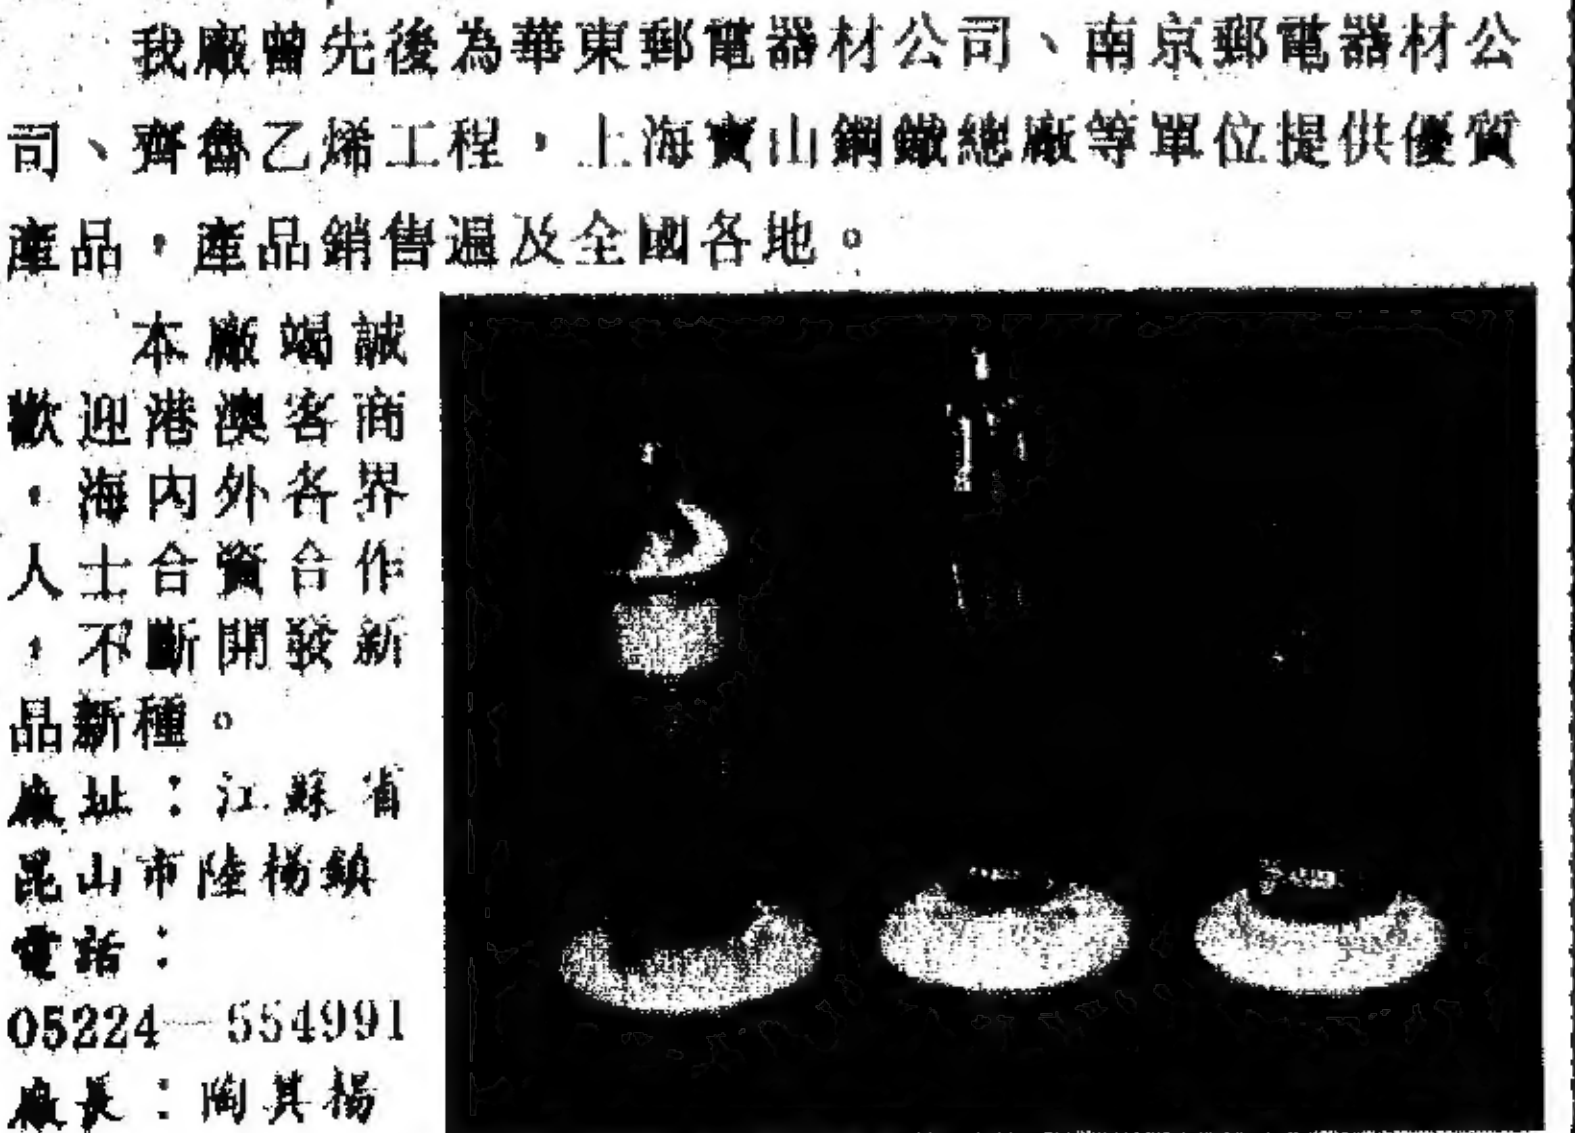 我廠曾先後為華東郵電器材公司、南京郵電器材公
司、齊魯乙烯工程，上海寶山鋼鐵總廠等單位提供優質
產品，產品銷售遍及全國各地。
本廠竭誠
歡迎港澳客商
，海內外各界
人士合資合作
，不斷開發新
品新種。
廠址：江蘇省
昆山市陸楊鎮
電話：
05224—554991
廠長：陶其楊